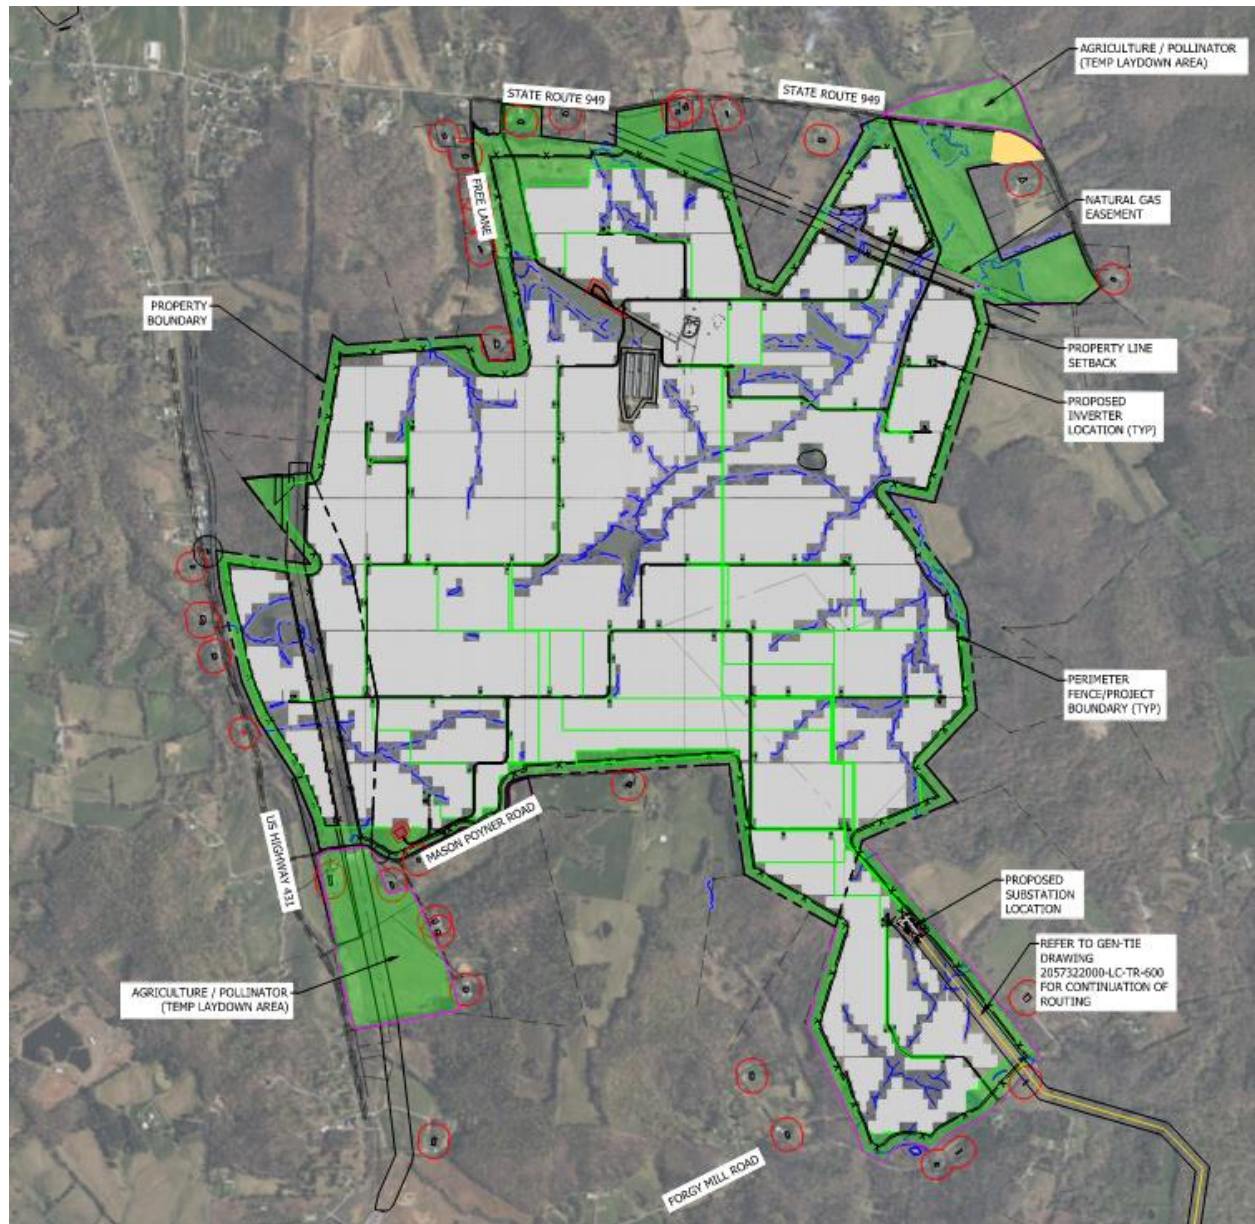 AGRICULTURE / POLLINATOR
(TEMP LAYDOWN AREA)
STATE ROUTE 949
STATE ROUTE 949
FREE LANE
NATURAL GAS
EASEMENT
PROPERTY
BOUNDARY
PROPERTY LINE
SETBACK
PROPOSED
INVERTER
LOCATION (TYP)
PERIMETER
FENCE/PROJECT
BOUNDARY (TYP)
MASON POYNER ROAD
US HIGHWAY 431
PROPOSED
SUBSTATION
LOCATION
REFER TO GEN-TIE
DRAWING
2057322000-LC-TR-600
FOR CONTINUATION OF
ROUTING
AGRICULTURE / POLLINATOR
(TEMP LAYDOWN AREA)
FORGY MILL ROAD